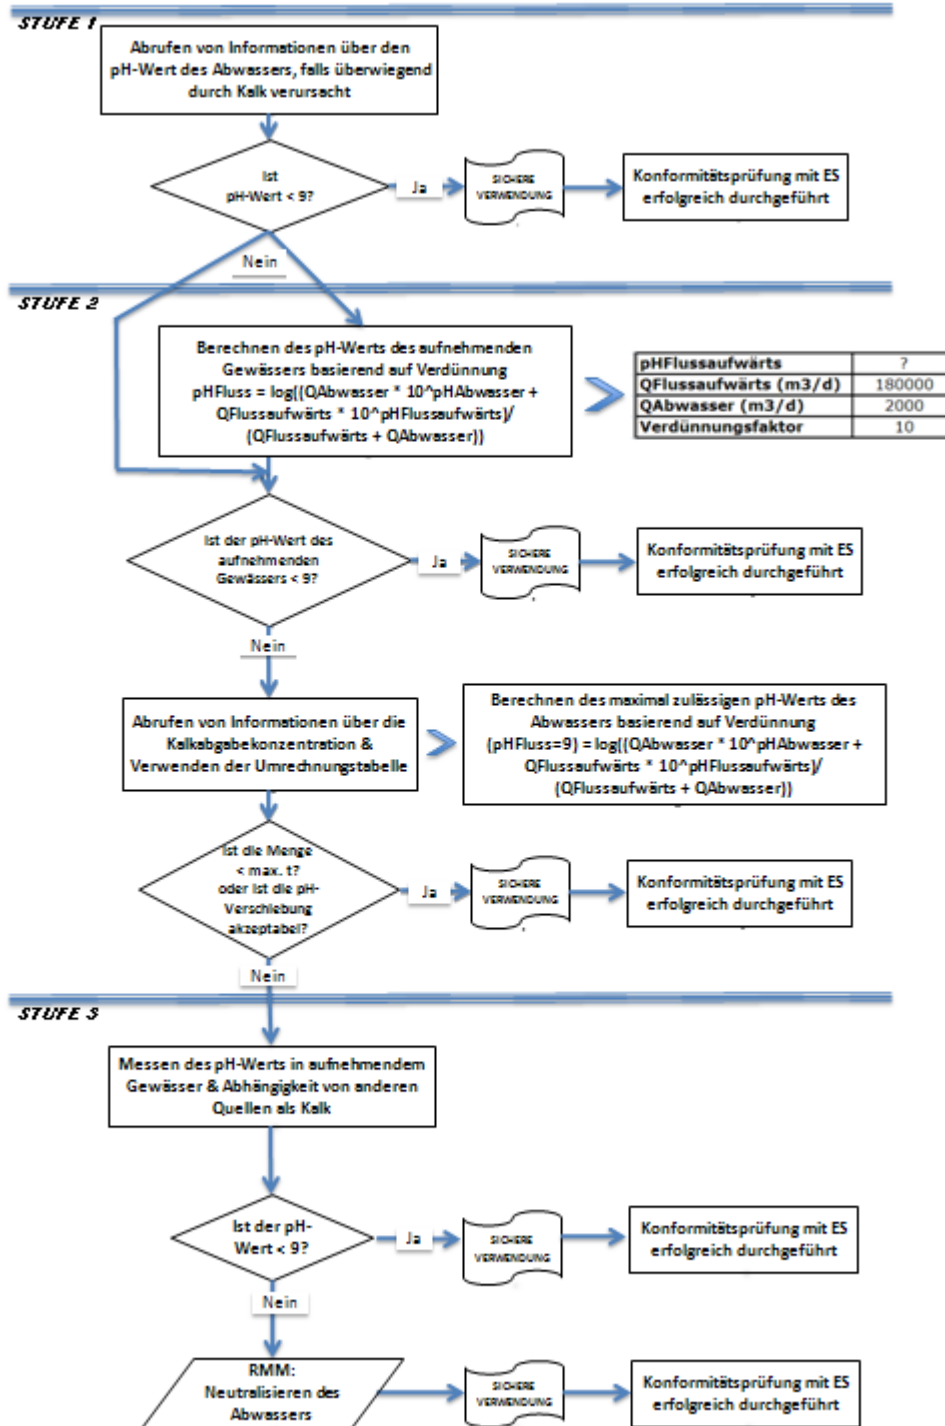 STUFE 1
Abrufen von Informationen über den
pH-Wert des Abwassers, falls überwiegend
durch Kalk verursacht
Ist
pH-Wert < 9?
Ja
SICHERE
VERWENDUNG
Konformitätsprüfung mit ES
erfolgreich durchgeführt
Nein
STUFE 2
Berechnen des pH-Werts des aufnehmenden
Gewässers basierend auf Verdünnung
pHFluss = log((QAbwasser * 10^pHAbwasser +
QFlussaufwärts * 10^pHFlussaufwärts)/
(QFlussaufwärts + QAbwasser))
pHFlussaufwärts ?
QFlussaufwärts (m3/d) 180000
QAbwasser (m3/d) 2000
Verdünnungsfaktor 10
Ist der pH-Wert des
aufnehmenden
Gewässers < 9?
Ja
SICHERE
VERWENDUNG
Konformitätsprüfung mit ES
erfolgreich durchgeführt
Nein
Abrufen von Informationen über die
Kalkabgabekonzentration &
Verwenden der Umrechnungstabelle
Berechnen des maximal zulässigen pH-Werts des
Abwassers basierend auf Verdünnung
(pHFluss=9) = log((QAbwasser * 10^pHAbwasser +
QFlussaufwärts * 10^pHFlussaufwärts)/
(QFlussaufwärts + QAbwasser))
Ist die Menge
< max. t?
oder ist die pH-
Verschiebung
akzeptabel?
Ja
SICHERE
VERWENDUNG
Konformitätsprüfung mit ES
erfolgreich durchgeführt
Nein
STUFE 3
Messen des pH-Werts in aufnehmendem
Gewässer & Abhängigkeit von anderen
Quellen als Kalk
Ist der pH-
Wert < 9?
Ja
SICHERE
VERWENDUNG
Konformitätsprüfung mit ES
erfolgreich durchgeführt
Nein
RMM:
Neutralisieren des
Abwassers
SICHERE
VERWENDUNG
Konformitätsprüfung mit ES
erfolgreich durchgeführt